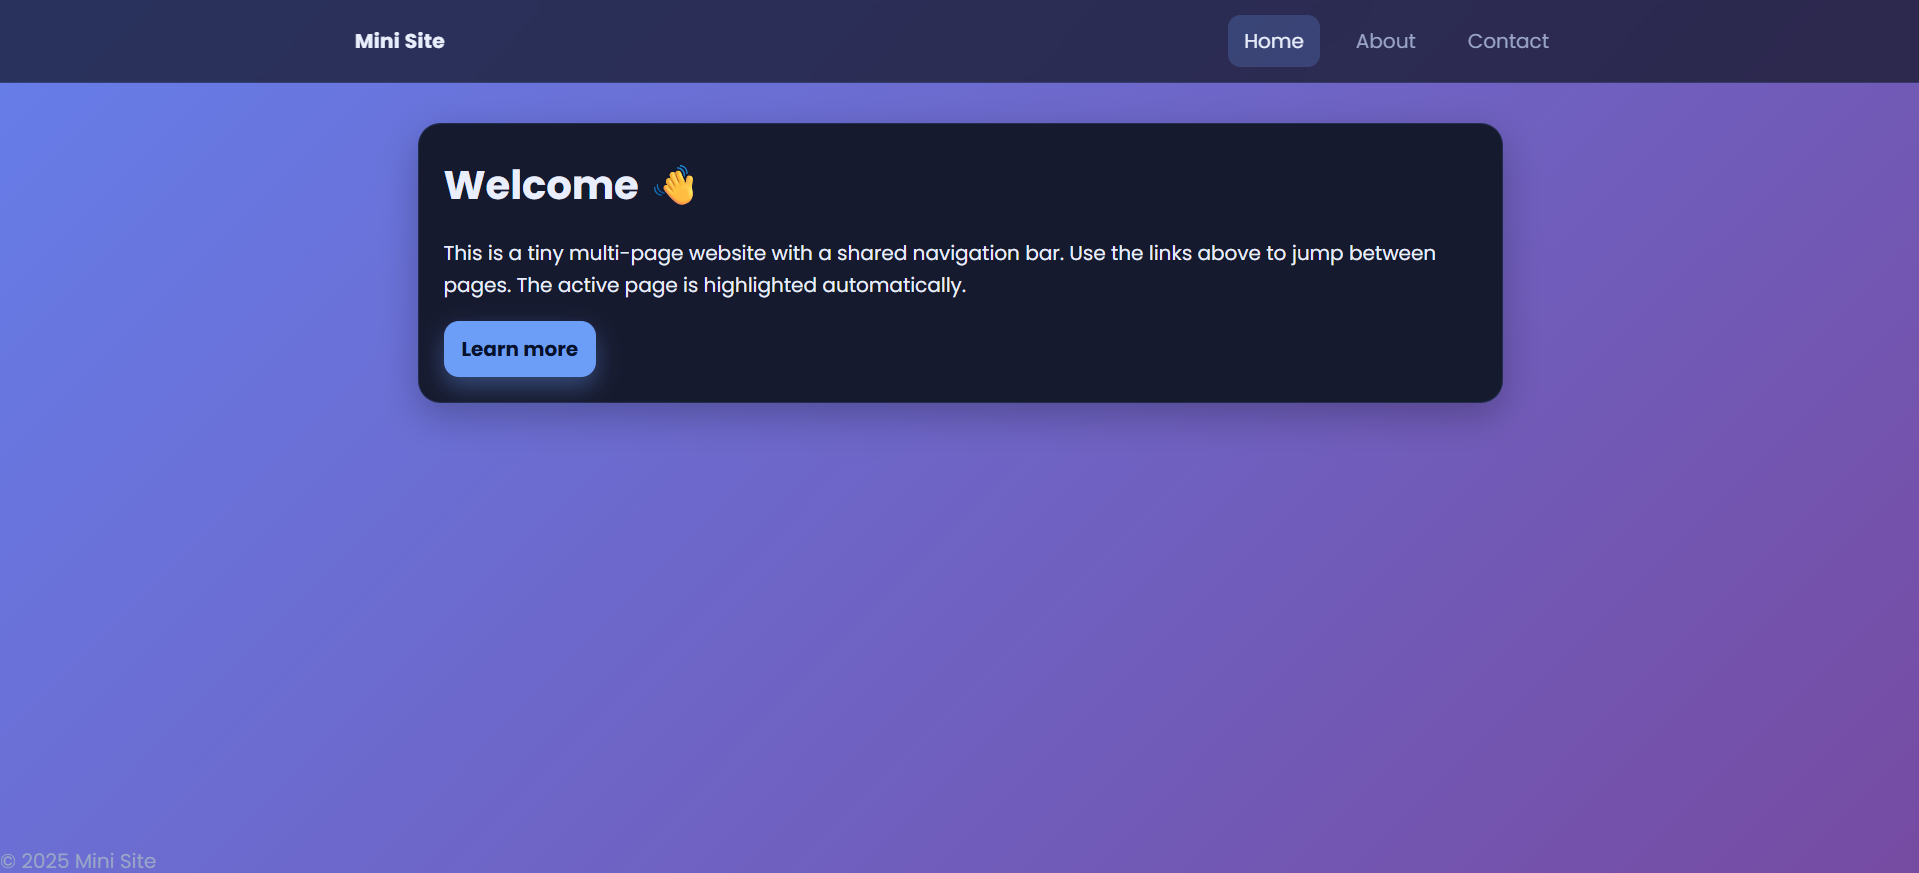 Mini Site
Home
About
Contact
Welcome 👋
This is a tiny multi-page website with a shared navigation bar. Use the links above to jump between
pages. The active page is highlighted automatically.
Learn more
© 2025 Mini Site